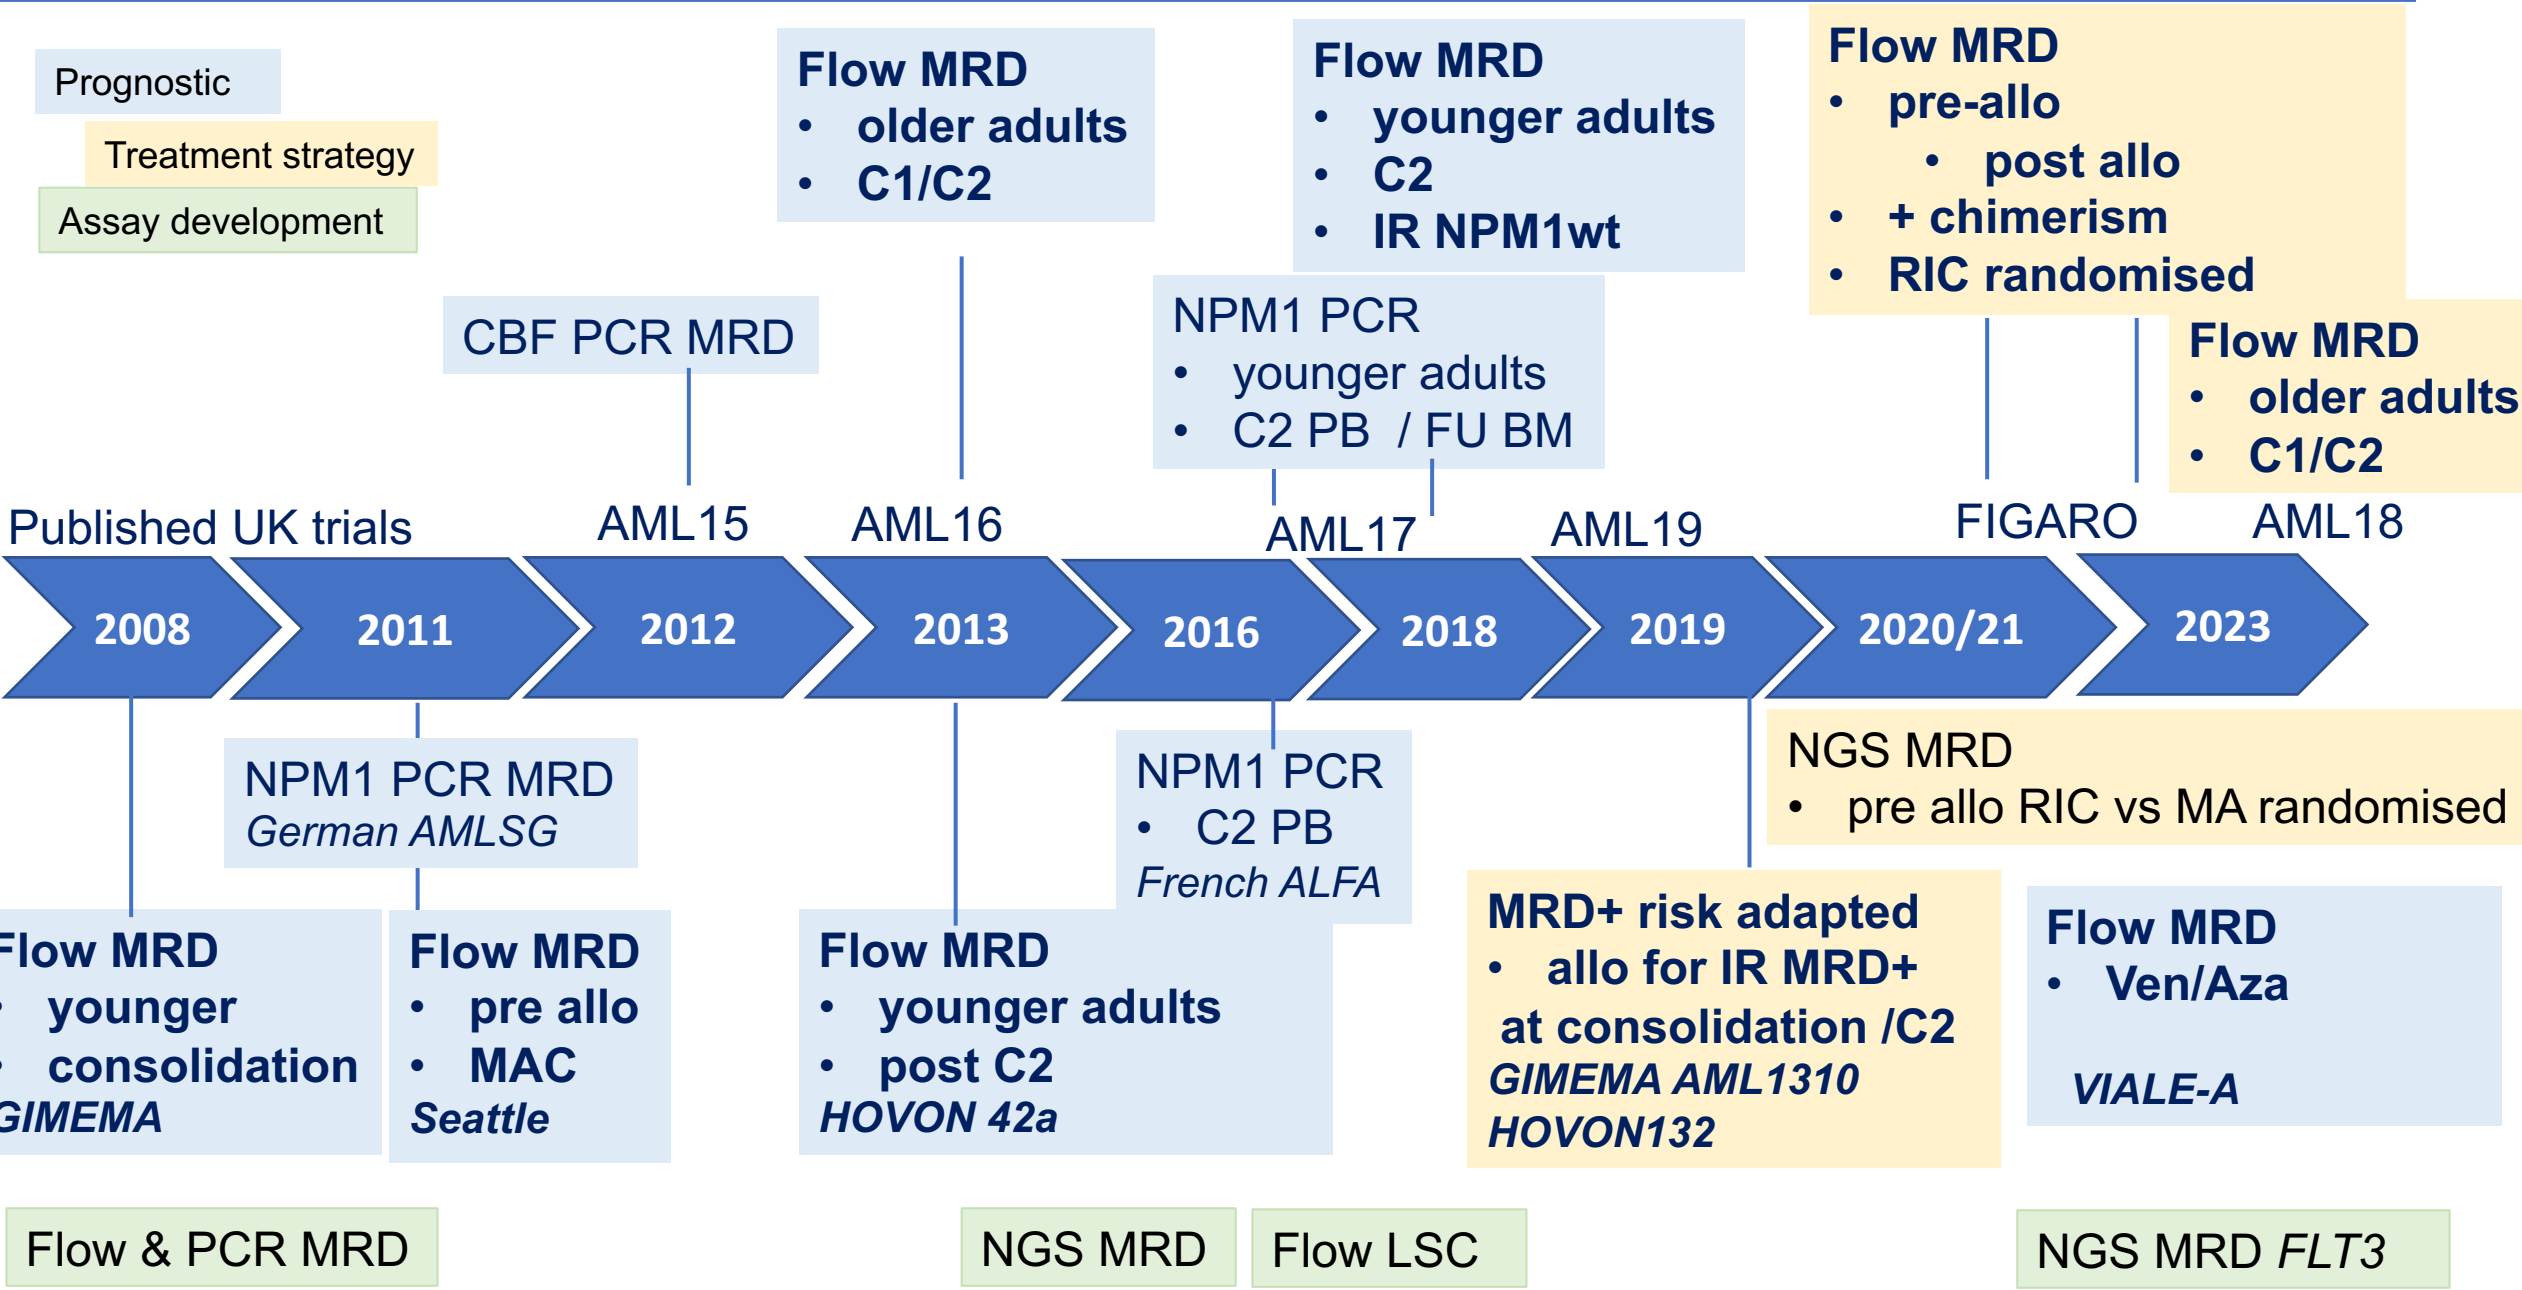 Prognostic
Treatment strategy
Assay development
CBF PCR MRD
Flow MRD
• older adults
• C1/C2
Flow MRD
• younger adults
• C2
• IR NPM1wt
NPM1 PCR
• younger adults
• C2 PB / FU BM
Flow MRD
• pre-allo
• post allo
• + chimerism
• RIC randomised
Flow MRD
• older adults
• C1/C2
Published UK trials
AML15
AML16
AML17
AML19
FIGARO
AML18
2008
2011
2012
2013
2016
2018
2019
2020/21
2023
NPM1 PCR MRD
German AMLSG
Flow MRD
• younger
• consolidation
GIMEMA
Flow MRD
• pre allo
• MAC
Seattle
Flow MRD
• younger adults
• post C2
HOVON 42a
NPM1 PCR
• C2 PB
French ALFA
MRD+ risk adapted
• allo for IR MRD+
at consolidation /C2
GIMEMA AML1310
HOVON132
NGS MRD
• pre allo RIC vs MA randomised
Flow MRD
• Ven/Aza
VIALE-A
Flow & PCR MRD
NGS MRD
Flow LSC
NGS MRD FLT3